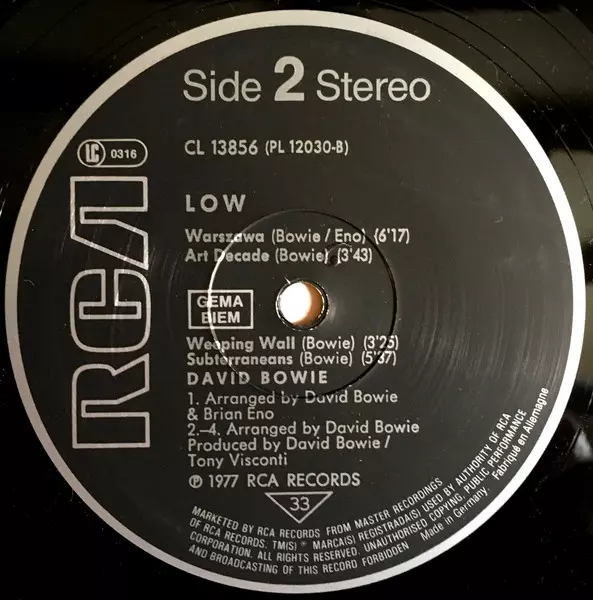 Side 2 Stereo
LC 0316
CL 13856 (PL 12030-B)
RCA
LOW
Warszawa (Bowie/Eno) (6'17)
Art Decade (Bowie) (3'43)
GEMA
BIEM
Weeping Wall (Bowie) (3'25)
Subterraneans (Bowie) (5'37)
DAVID BOWIE
1. Arranged by David Bowie
& Brian Eno
2.–4. Arranged by David Bowie
Produced by David Bowie/
Tony Visconti
℗ 1977 RCA RECORDS
33
MARKETED BY RCA RECORDS FROM MASTER RECORDINGS
OF RCA RECORDS. TM(S) ® MARCA(S) REGISTRADA(S) USED BY AUTHORITY OF RCA
CORPORATION. ALL RIGHTS RESERVED. UNAUTHORISED COPYING, PUBLIC PERFORMANCE
AND BROADCASTING OF THIS RECORD FORBIDDEN Made in Germany. Fabriqué en Allemagne